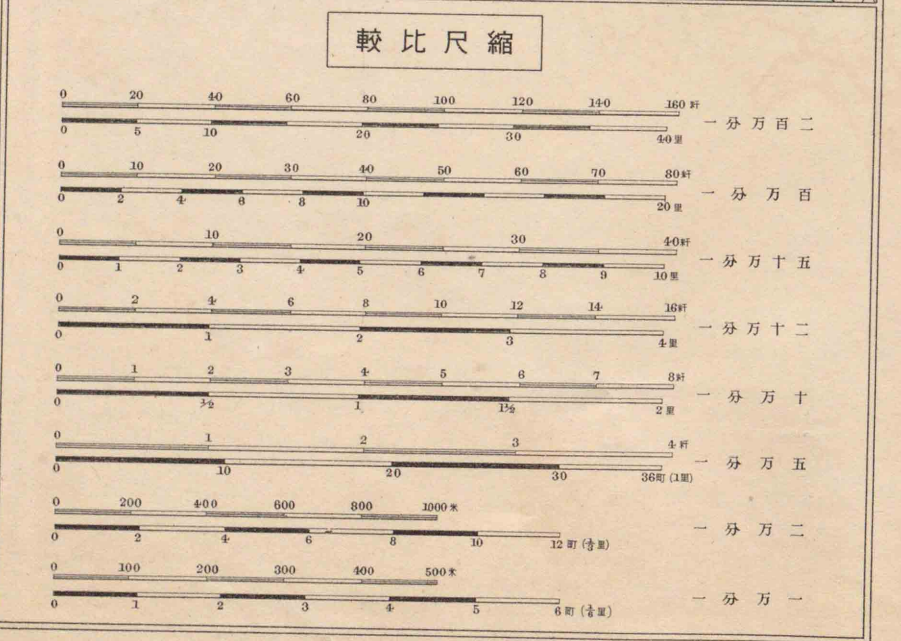 縮尺比較
0 20 40 60 80 100 120 140 160粁
二百万分一
0 5 10 20 30 40里
0 10 20 30 40 50 60 70 80粁
百万分一
0 2 4 6 8 10 20里
0 10 20 30 40粁
五十万分一
0 1 2 3 4 5 6 7 8 9 10里
0 2 4 6 8 10 12 14 16粁
二十万分一
0 1 2 3 4里
0 1 2 3 4 5 6 7 8粁
十万分一
0 ½ 1 1½ 2里
0 1 2 3 4粁
五万分一
0 10 20 30 36町(1里)
0 200 400 600 800 1000米
二万分一
0 2 4 6 8 10 12町(里)
0 100 200 300 400 500米
一万分一
0 1 2 3 4 5 6町(里)